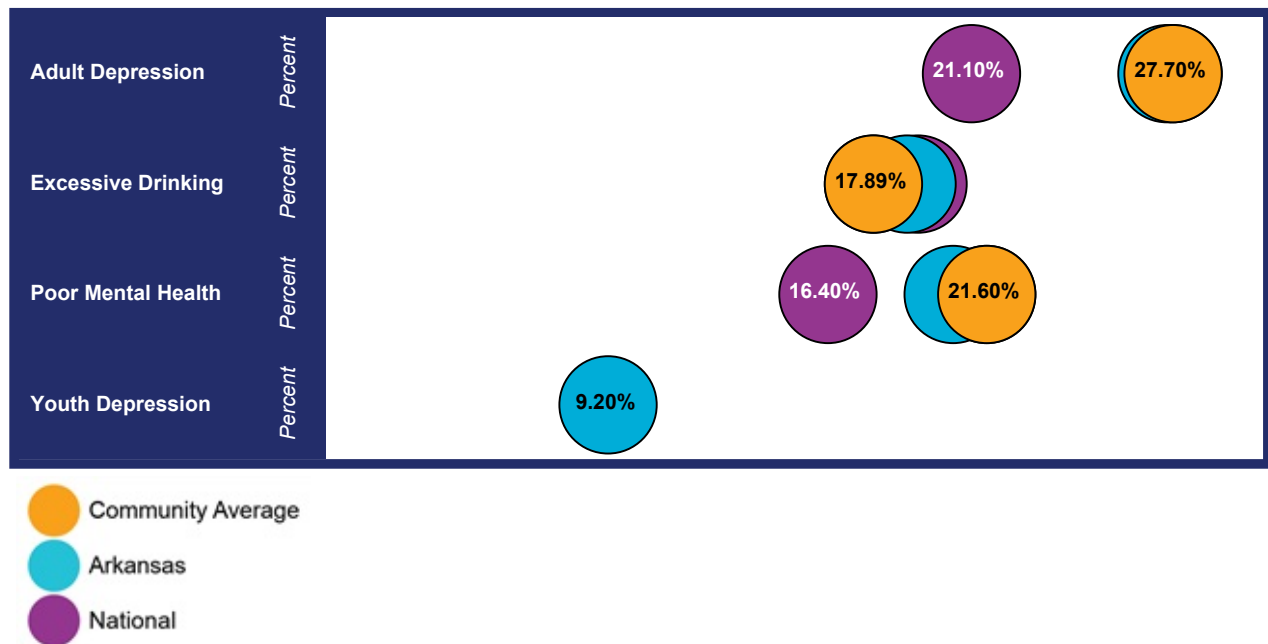 Adult Depression Percent 21.10% 27.70%
Excessive Drinking Percent 17.89%
Poor Mental Health Percent 16.40% 21.60%
Youth Depression Percent 9.20%
Community Average
Arkansas
National